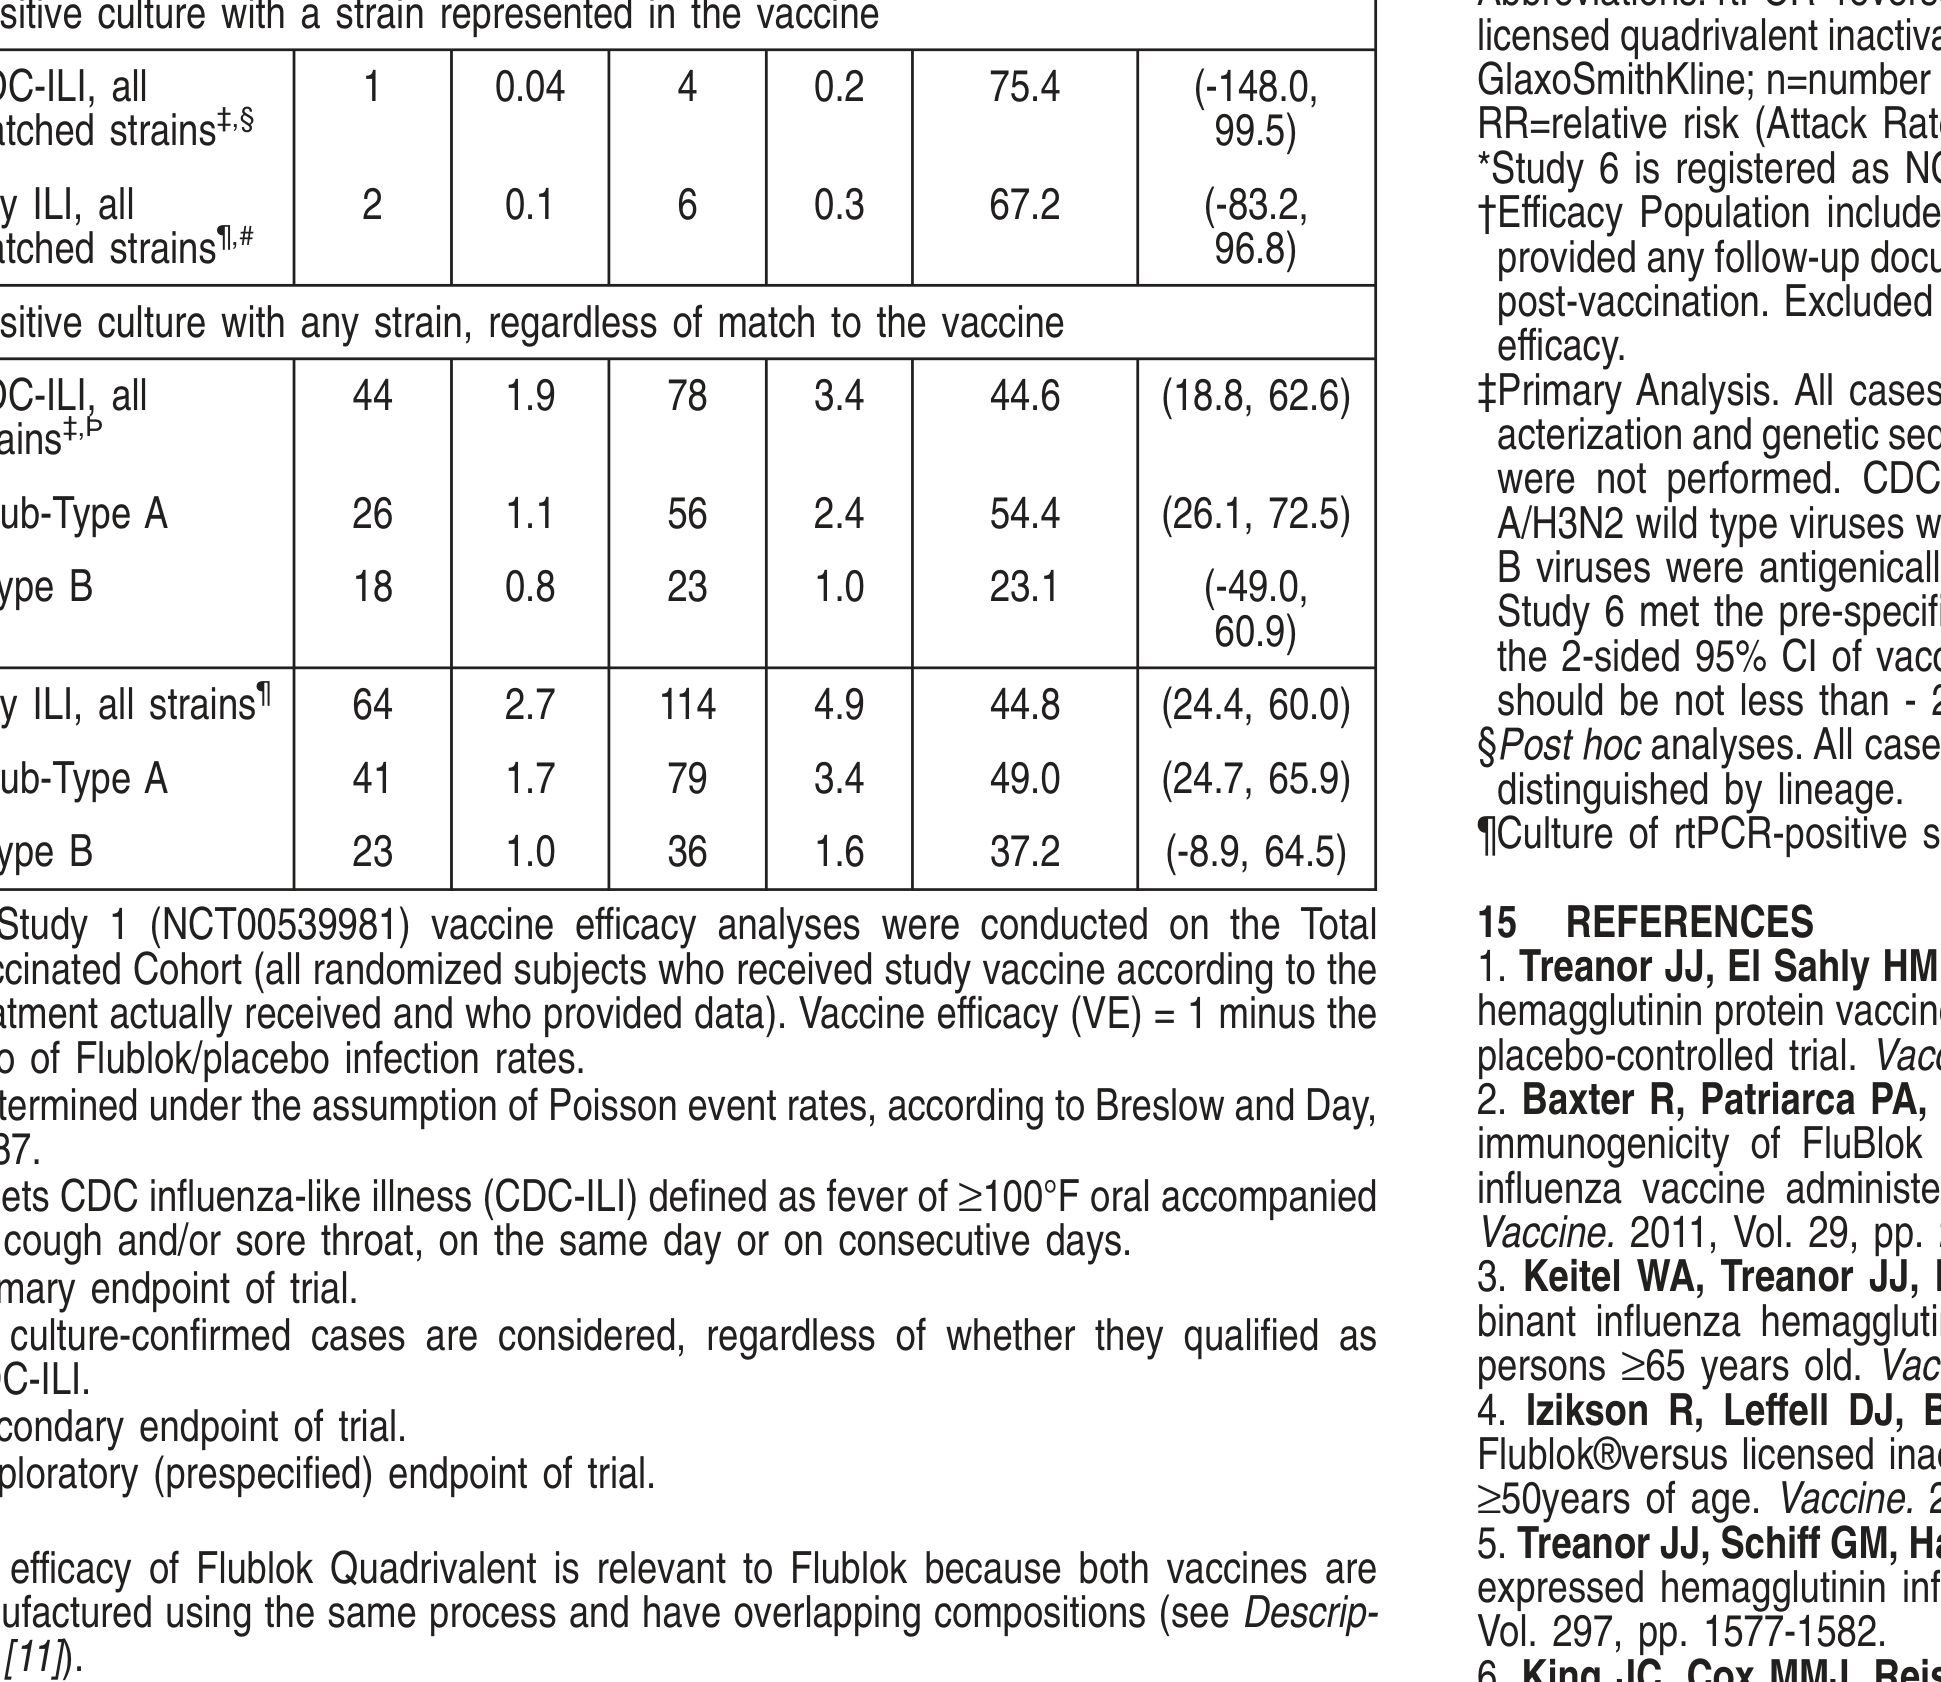 sitive culture with a strain represented in the vaccine
DC-ILI, all 1 0.04 4 0.2 75.4 (-148.0,
atched strains‡,§ 99.5)
y ILI, all 2 0.1 6 0.3 67.2 (-83.2,
atched strains¶,# 96.8)
sitive culture with any strain, regardless of match to the vaccine
DC-ILI, all 44 1.9 78 3.4 44.6 (18.8, 62.6)
ains‡,Þ
ub-Type A 26 1.1 56 2.4 54.4 (26.1, 72.5)
ype B 18 0.8 23 1.0 23.1 (-49.0,
60.9)
y ILI, all strains¶ 64 2.7 114 4.9 44.8 (24.4, 60.0)
ub-Type A 41 1.7 79 3.4 49.0 (24.7, 65.9)
ype B 23 1.0 36 1.6 37.2 (-8.9, 64.5)
Study 1 (NCT00539981) vaccine efficacy analyses were conducted on the Total
ccinated Cohort (all randomized subjects who received study vaccine according to the
atment actually received and who provided data). Vaccine efficacy (VE) = 1 minus the
o of Flublok/placebo infection rates.
termined under the assumption of Poisson event rates, according to Breslow and Day,
87.
ets CDC influenza-like illness (CDC-ILI) defined as fever of ≥100°F oral accompanied
cough and/or sore throat, on the same day or on consecutive days.
mary endpoint of trial.
culture-confirmed cases are considered, regardless of whether they qualified as
C-ILI.
condary endpoint of trial.
ploratory (prespecified) endpoint of trial.
efficacy of Flublok Quadrivalent is relevant to Flublok because both vaccines are
ufactured using the same process and have overlapping compositions (see Descrip-
[11]).
licensed quadrivalent inactiva
GlaxoSmithKline; n=number
RR=relative risk (Attack Rat
*Study 6 is registered as NC
†Efficacy Population include
provided any follow-up docu
post-vaccination. Excluded
efficacy.
‡Primary Analysis. All cases
acterization and genetic seq
were not performed. CDC
A/H3N2 wild type viruses w
B viruses were antigenicall
Study 6 met the pre-specifi
the 2-sided 95% CI of vacc
should be not less than - 2
§Post hoc analyses. All case
distinguished by lineage.
¶Culture of rtPCR-positive s
15 REFERENCES
1. Treanor JJ, El Sahly HM
hemagglutinin protein vaccin
placebo-controlled trial. Vacc
2. Baxter R, Patriarca PA,
immunogenicity of FluBlok
influenza vaccine administe
Vaccine. 2011, Vol. 29, pp.
3. Keitel WA, Treanor JJ,
binant influenza hemaggluti
persons ≥65 years old. Vac
4. Izikson R, Leffell DJ, B
Flublok®versus licensed ina
≥50years of age. Vaccine. 2
5. Treanor JJ, Schiff GM, Ha
expressed hemagglutinin inf
Vol. 297, pp. 1577-1582.
6. King JC, Cox MMJ, Reis